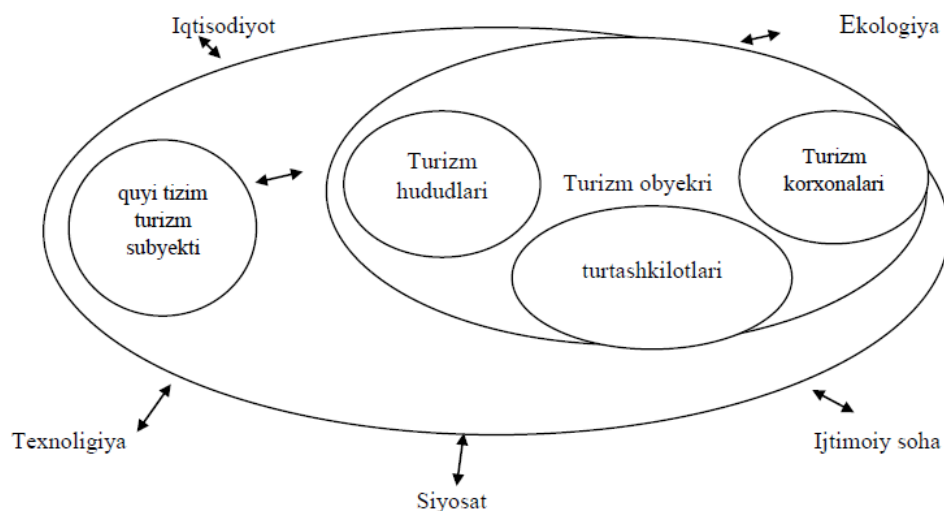 Iqtisodiyot
Ekologiya
Turizm
hududlari
Turizm
korxonalari
quyi tizim
turizm
subyekti
Turizm obyekri
turtashkilotlari
Texnoligiya
Ijtimoiy soha
Siyosat